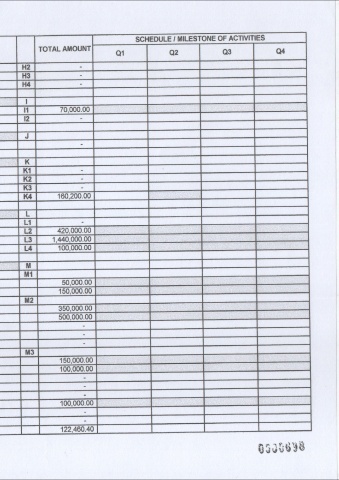 SCHEDULE / MILESTONE OF ACTIVITIES
TOTAL AMOUNT Q1 Q2 Q3 Q4
H2 -
H3 -
H4 -
I
I1 70,000.00
I2 -
J
-
K
K1 -
K2 -
K3 -
K4 160,200.00
L
L1 -
L2 420,000.00
L3 1,440,000.00
L4 100,000.00
M
M1
50,000.00
150,000.00
M2
350,000.00
500,000.00
-
-
-
M3
150,000.00
100,000.00
-
-
-
100,000.00
-
-
122,460.40